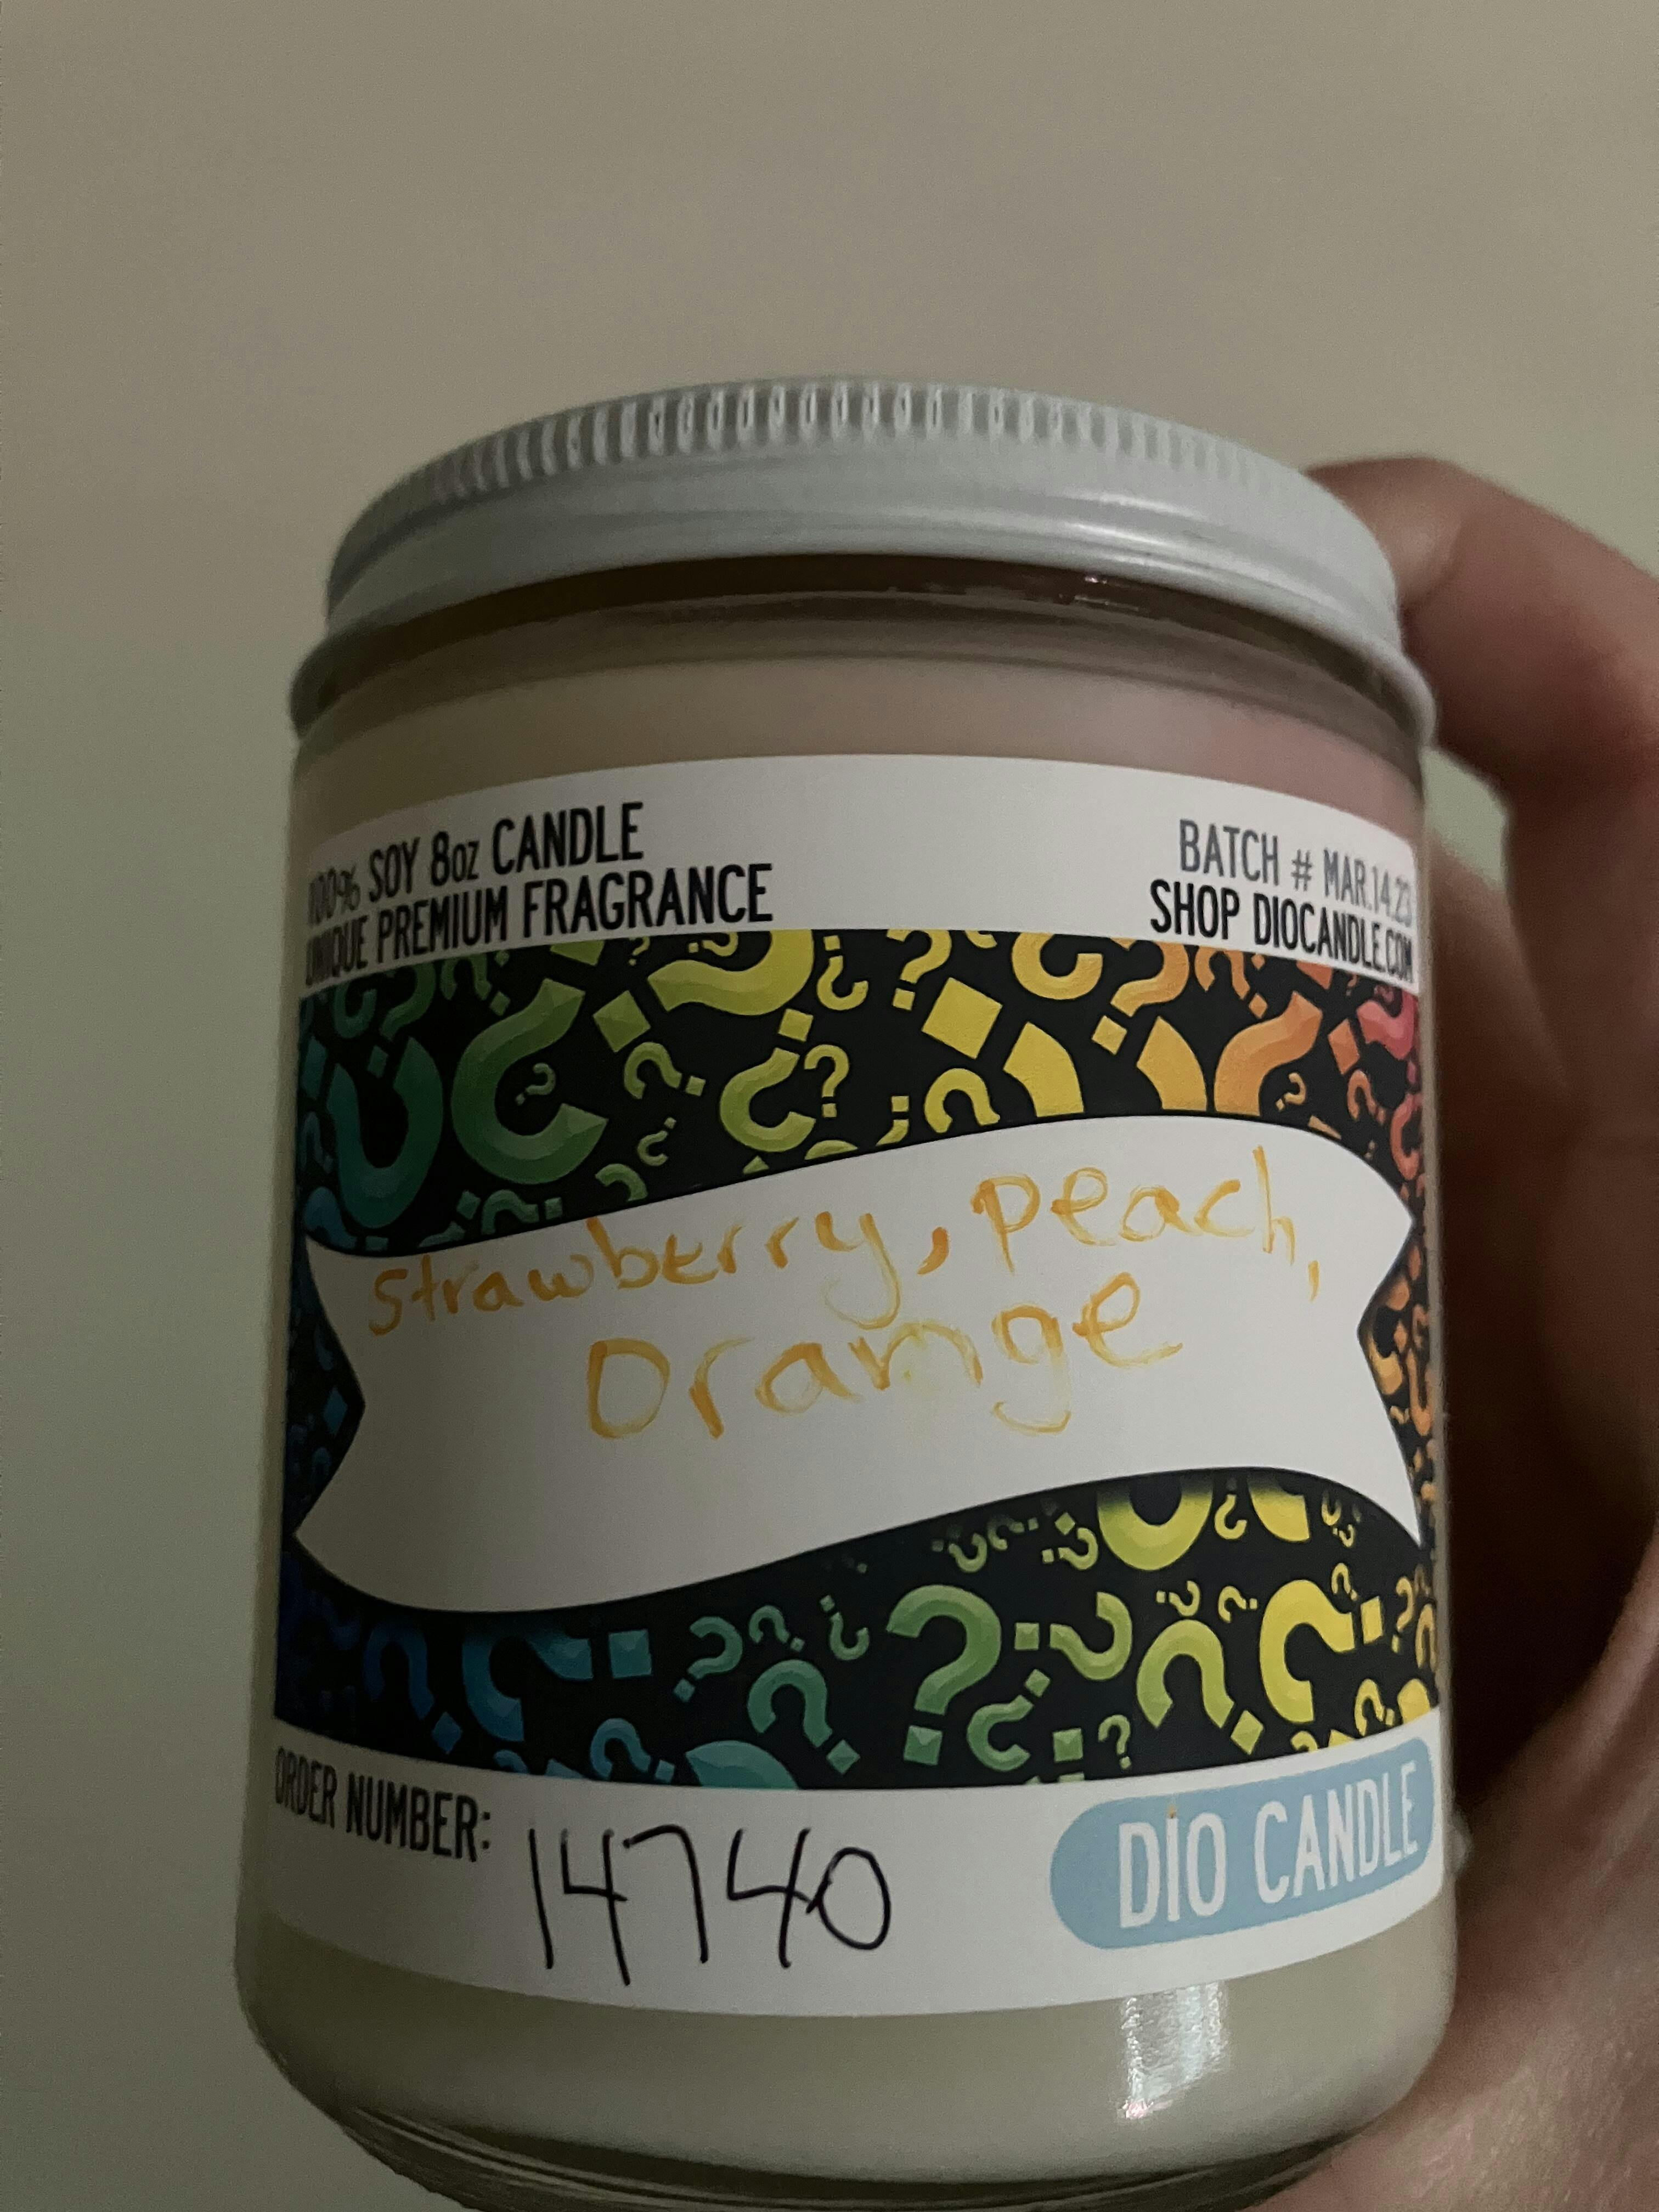 100% SOY 8oz CANDLE
UNIQUE PREMIUM FRAGRANCE
BATCH # MAR.14.23
SHOP DIOCANDLE.COM
Strawberry, peach,
orange
ORDER NUMBER: 14740
DIO CANDLE